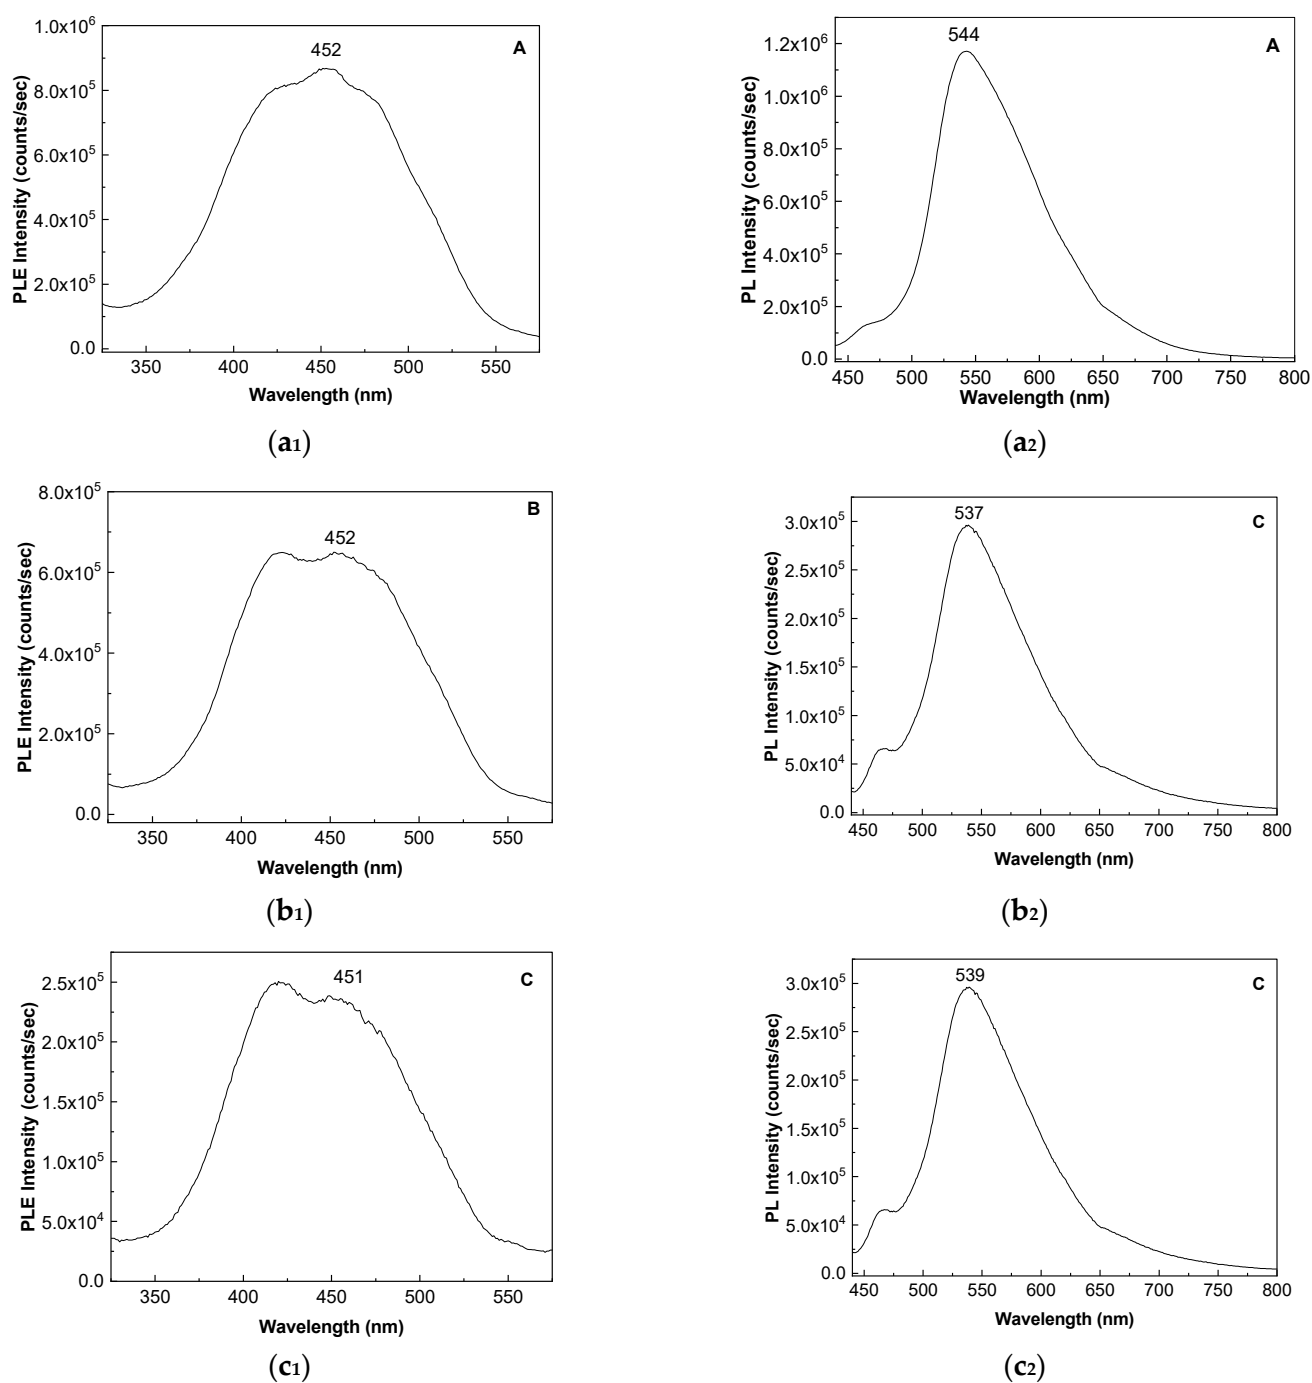 1.0x10⁶
8.0x10⁵
6.0x10⁵
4.0x10⁵
2.0x10⁵
0.0
PLE Intensity (counts/sec)
452
A
350 400 450 500 550
Wavelength (nm)
(a1)
1.2x10⁶
1.0x10⁶
8.0x10⁵
6.0x10⁵
4.0x10⁵
2.0x10⁵
0.0
PL Intensity (counts/sec)
544
A
450 500 550 600 650 700 750 800
Wavelength (nm)
(a2)
8.0x10⁵
6.0x10⁵
4.0x10⁵
2.0x10⁵
0.0
PLE Intensity (counts/sec)
452
B
350 400 450 500 550
Wavelength (nm)
(b1)
3.0x10⁵
2.5x10⁵
2.0x10⁵
1.5x10⁵
1.0x10⁵
5.0x10⁴
0.0
PL Intensity (counts/sec)
537
C
450 500 550 600 650 700 750 800
Wavelength (nm)
(b2)
2.5x10⁵
2.0x10⁵
1.5x10⁵
1.0x10⁵
5.0x10⁴
0.0
PLE Intensity (counts/sec)
451
C
350 400 450 500 550
Wavelength (nm)
(c1)
3.0x10⁵
2.5x10⁵
2.0x10⁵
1.5x10⁵
1.0x10⁵
5.0x10⁴
0.0
PL Intensity (counts/sec)
539
C
450 500 550 600 650 700 750 800
Wavelength (nm)
(c2)